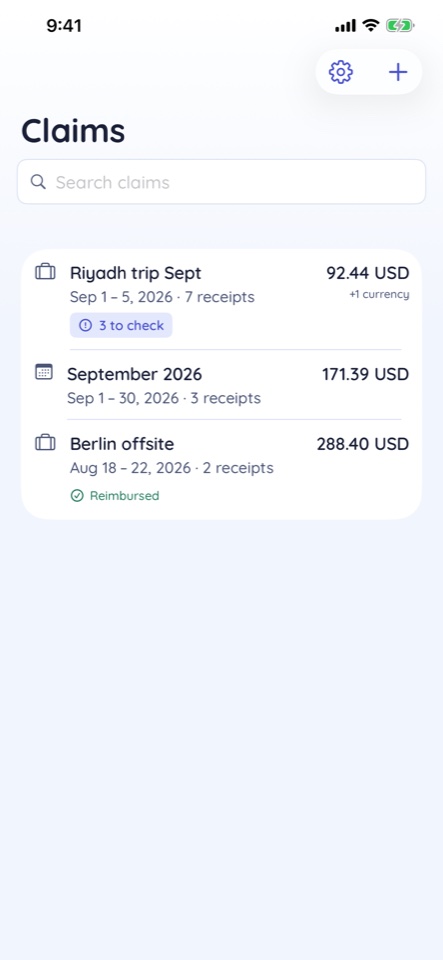 9:41
Claims
Search claims
Riyadh trip Sept
92.44 USD
Sep 1 – 5, 2026 · 7 receipts
+1 currency
3 to check
September 2026
171.39 USD
Sep 1 – 30, 2026 · 3 receipts
Berlin offsite
288.40 USD
Aug 18 – 22, 2026 · 2 receipts
Reimbursed